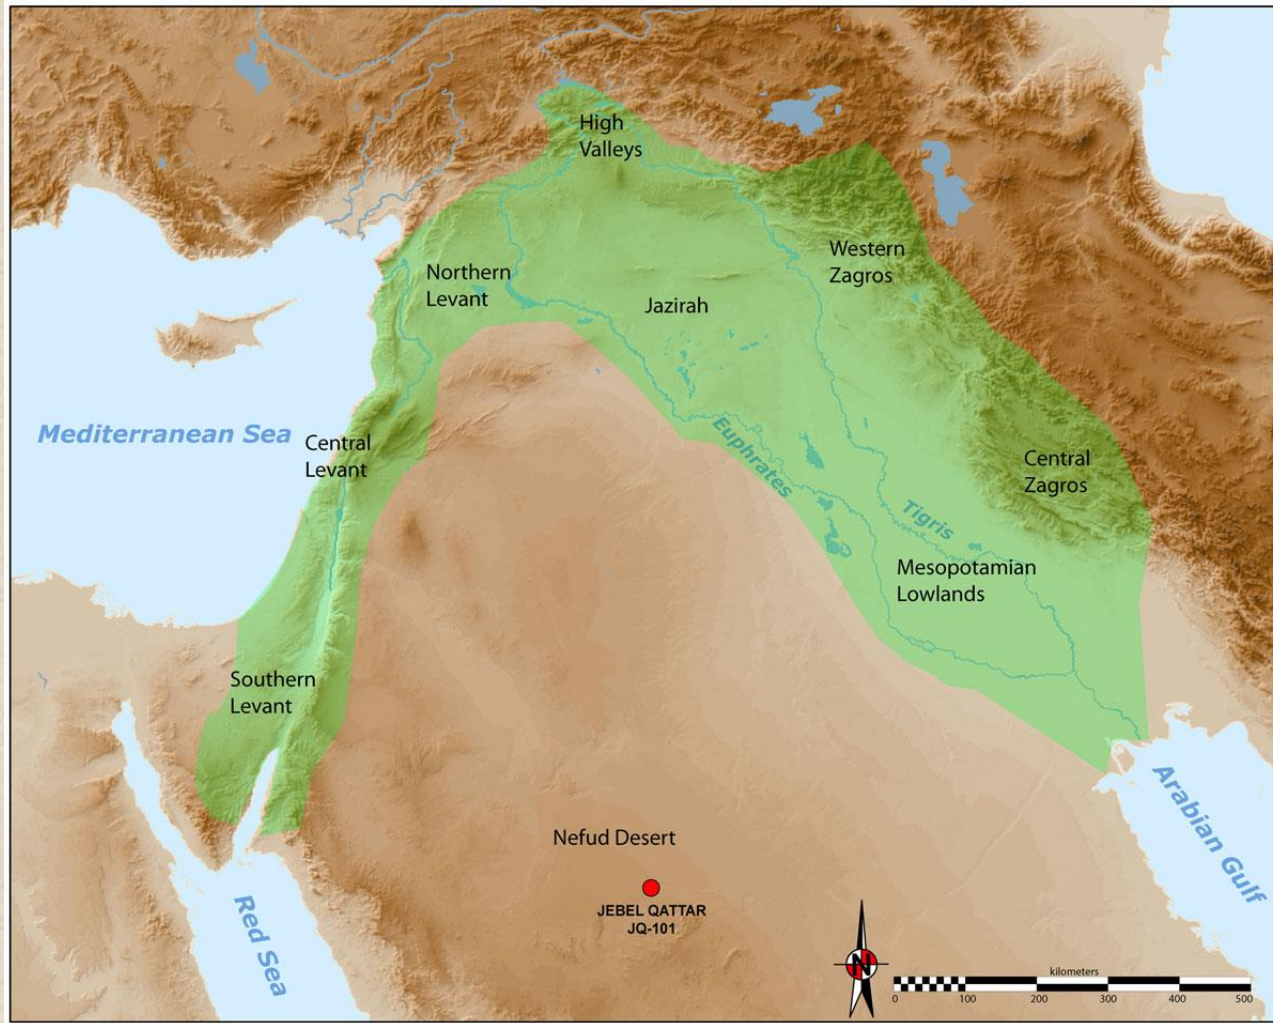 High
Valleys
Western
Zagros
Northern
Levant
Jazirah
Mediterranean Sea
Central
Levant
Euphrates
Central
Zagros
Tigris
Mesopotamian
Lowlands
Southern
Levant
Arabian Gulf
Nefud Desert
JEBEL QATTAR
JQ-101
Red Sea
N
kilometers
0 100 200 300 400 500